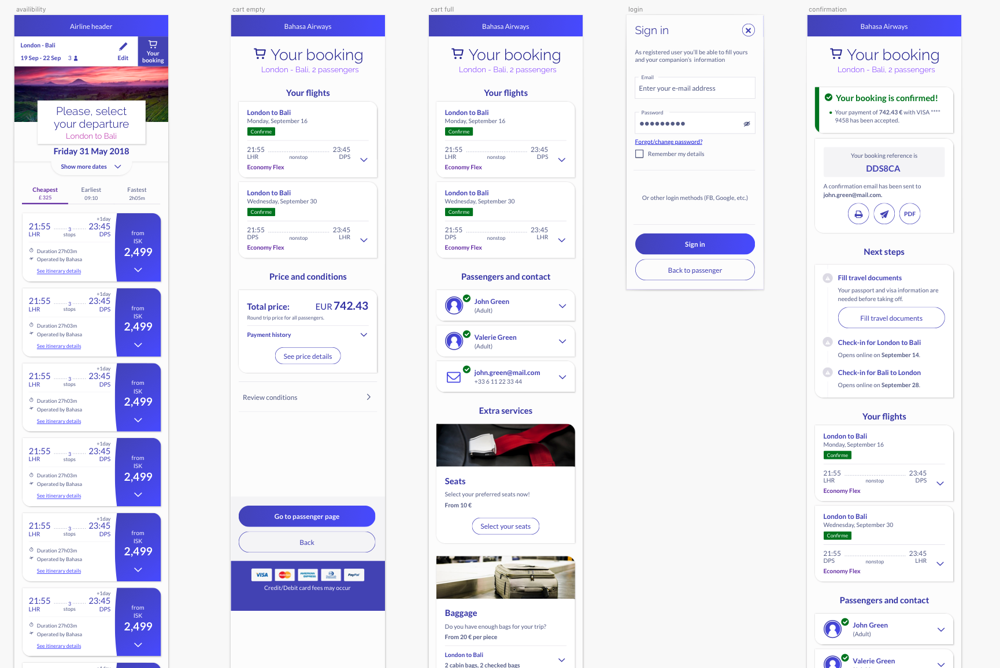 availibility
Airline header
London - Bali
19 Sep - 22 Sep 3
Edit
Your
booking
Please, select
your departure
London to Bali
Friday 31 May 2018
Show more dates
Cheapest
£ 325
Earliest
09:10
Fastest
2h05m
+1day
21:55 3 23:45
LHR stops DPS
Duration 27h03m
Operated by Bahasa
See itinerary details
from
ISK
2,499
+1day
21:55 3 23:45
LHR stops DPS
Duration 27h03m
Operated by Bahasa
See itinerary details
from
ISK
2,499
+1day
21:55 3 23:45
LHR stops DPS
Duration 27h03m
Operated by Bahasa
See itinerary details
from
ISK
2,499
+1day
21:55 3 23:45
LHR stops DPS
Duration 27h03m
Operated by Bahasa
See itinerary details
from
ISK
2,499
+1day
21:55 3 23:45
LHR stops DPS
Duration 27h03m
Operated by Bahasa
See itinerary details
from
ISK
2,499
+1day
21:55 3 23:45
LHR stops DPS
Duration 27h03m
Operated by Bahasa
See itinerary details
from
ISK
2,499
+1day
cart empty
Bahasa Airways
Your booking
London - Bali, 2 passengers
Your flights
London to Bali
Monday, September 16
Confirme
21:55 23:45
LHR nonstop DPS
Economy Flex
London to Bali
Wednesday, September 30
Confirme
21:55 23:45
DPS nonstop LHR
Economy Flex
Price and conditions
Total price: EUR 742.43
Round trip price for all passengers.
Payment history
See price details
Review conditions
Go to passenger page
Back
VISA MasterCard AMERICAN EXPRESS PayPal
Credit/Debit card fees may occur
cart full
Bahasa Airways
Your booking
London - Bali, 2 passengers
Your flights
London to Bali
Monday, September 16
Confirme
21:55 23:45
LHR nonstop DPS
Economy Flex
London to Bali
Wednesday, September 30
Confirme
21:55 23:45
DPS nonstop LHR
Economy Flex
Passengers and contact
John Green
(Adult)
Valerie Green
(Adult)
john.green@mail.com
+33 6 11 22 33 44
Extra services
Seats
Select your preferred seats now!
From 10 €
Select your seats
Baggage
Do you have enough bags for your trip?
From 20 € per piece
London to Bali
2 cabin bags, 2 checked bags
login
Sign in
As registered user you'll be able to fill yours
and your companion's information
Email
Enter your e-mail address
Password
Forgot/change password?
Remember my details
Or other login methods (FB, Google, etc.)
Sign in
Back to passenger
confirmation
Bahasa Airways
Your booking
London - Bali, 2 passengers
Your booking is confirmed!
Your payment of 742.43 € with VISA ****
9458 has been accepted.
Your booking reference is
DDS8CA
A confirmation email has been sent to
john.green@mail.com.
PDF
Next steps
Fill travel documents
Your passport and visa information are
needed before taking off.
Fill travel documents
Check-in for London to Bali
Opens online on September 14.
Check-in for Bali to London
Opens online on September 28.
Your flights
London to Bali
Monday, September 16
Confirme
21:55 23:45
LHR nonstop DPS
Economy Flex
London to Bali
Wednesday, September 30
Confirme
21:55 23:45
DPS nonstop LHR
Economy Flex
Passengers and contact
John Green
(Adult)
Valerie Green